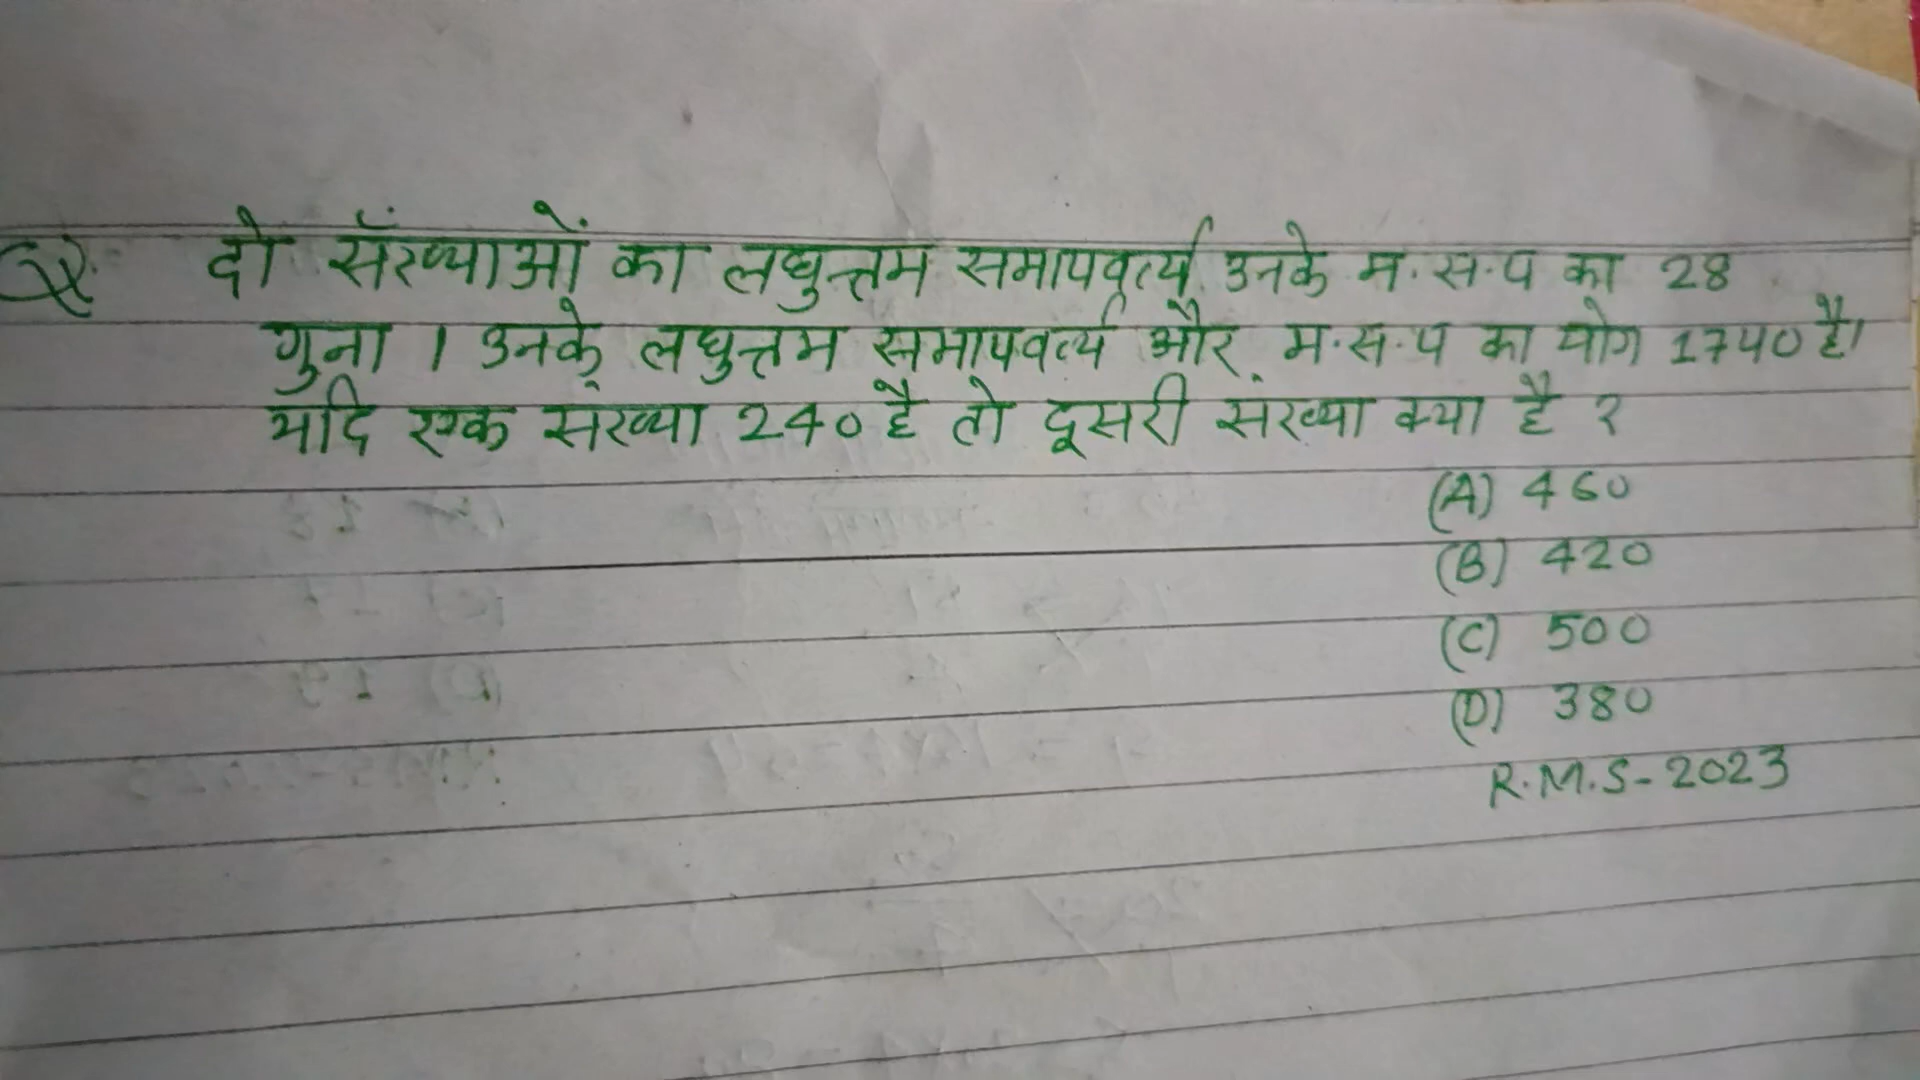 Q. दो संख्याओं का लघुत्तम समापवर्त्य उनके म.स.प का 28
गुना । उनके लघुत्तम समापवर्त्य और म.स.प का योग 1740 है।
यदि एक संख्या 240 है तो दूसरी संख्या क्या है ?
(A) 460
(B) 420
(C) 500
(D) 380
R.M.S-2023